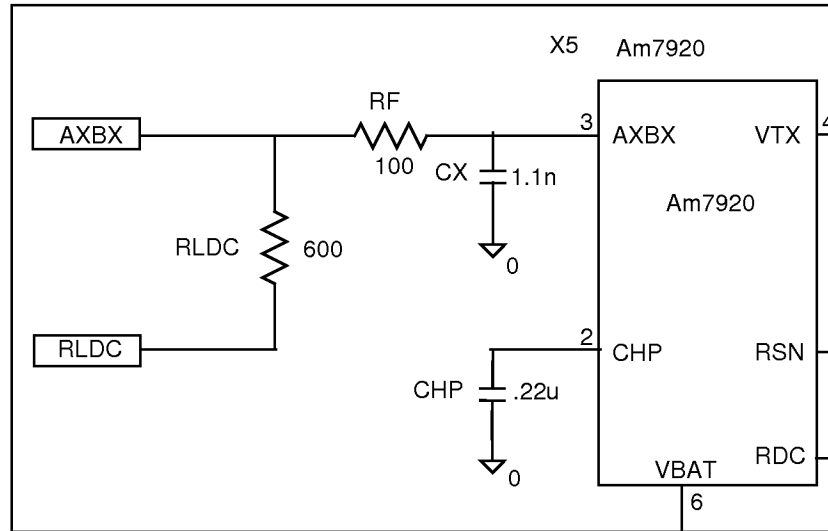 X5 Am7920
RF
AXBX
3
AXBX
VTX
4
100
CX
1.1n
Am7920
RLDC
600
0
RLDC
2
CHP
RSN
CHP
.22u
0
VBAT
RDC
6